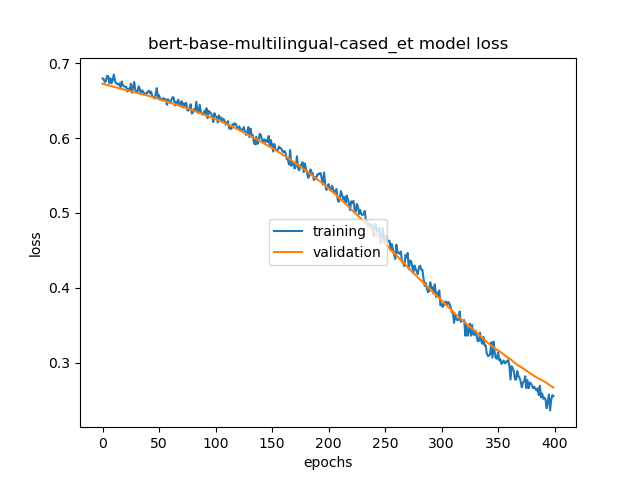 bert-base-multilingual-cased_et model loss
0.7
0.6
0.5
0.4
0.3
loss
training
validation
0 50 100 150 200 250 300 350 400
epochs